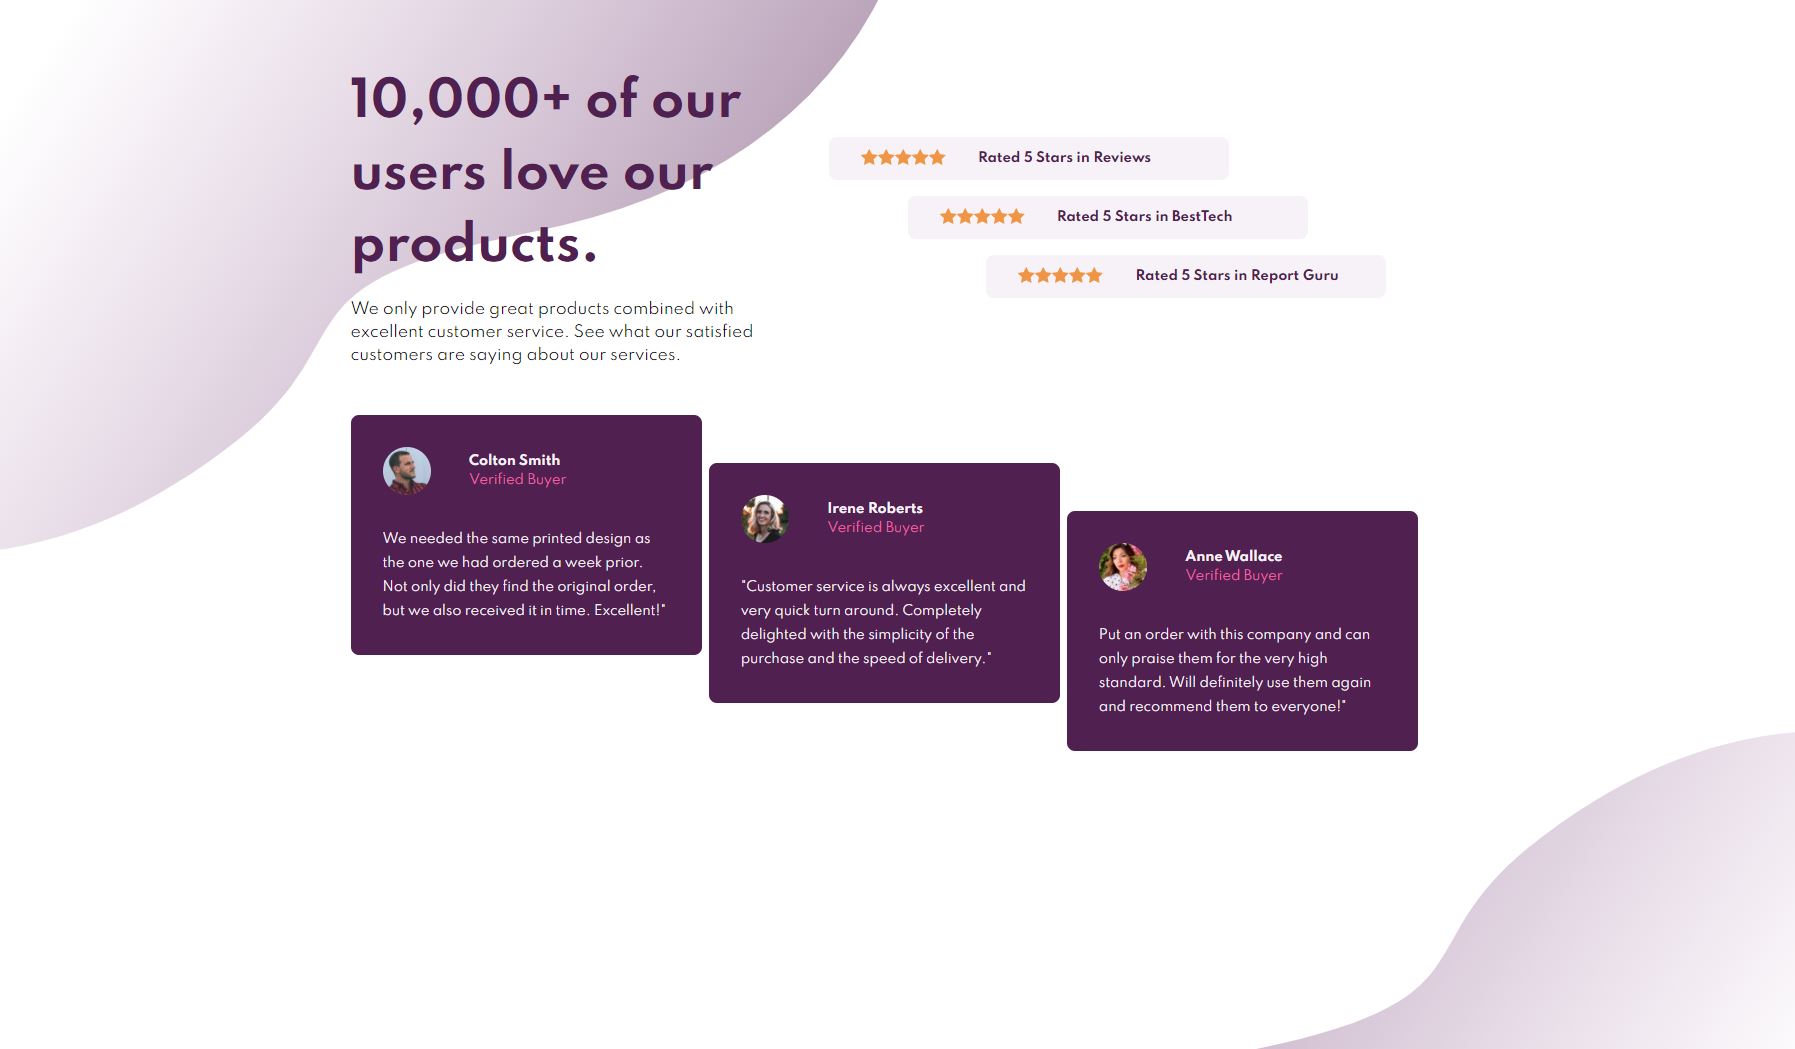 10,000+ of our
users love our
products.
We only provide great products combined with
excellent customer service. See what our satisfied
customers are saying about our services.
Rated 5 Stars in Reviews
Rated 5 Stars in BestTech
Rated 5 Stars in Report Guru
Colton Smith
Verified Buyer
We needed the same printed design as
the one we had ordered a week prior.
Not only did they find the original order,
but we also received it in time. Excellent!"
Irene Roberts
Verified Buyer
"Customer service is always excellent and
very quick turn around. Completely
delighted with the simplicity of the
purchase and the speed of delivery."
Anne Wallace
Verified Buyer
Put an order with this company and can
only praise them for the very high
standard. Will definitely use them again
and recommend them to everyone!"